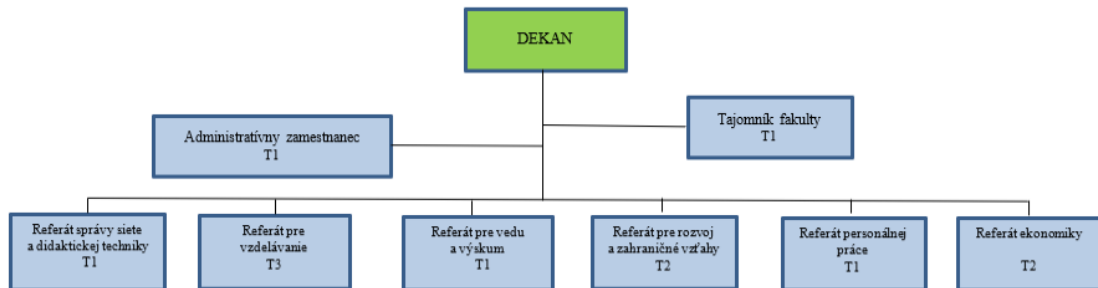 DEKAN
Tajomník fakulty
T1
Administratívny zamestnanec
T1
Referát správy siete
a didaktickej techniky
T1
Referát pre
vzdelávanie
T3
Referát pre vedu
a výskum
T1
Referát pre rozvoj
a zahraničné vzťahy
T2
Referát personálnej
práce
T1
Referát ekonomiky
T2